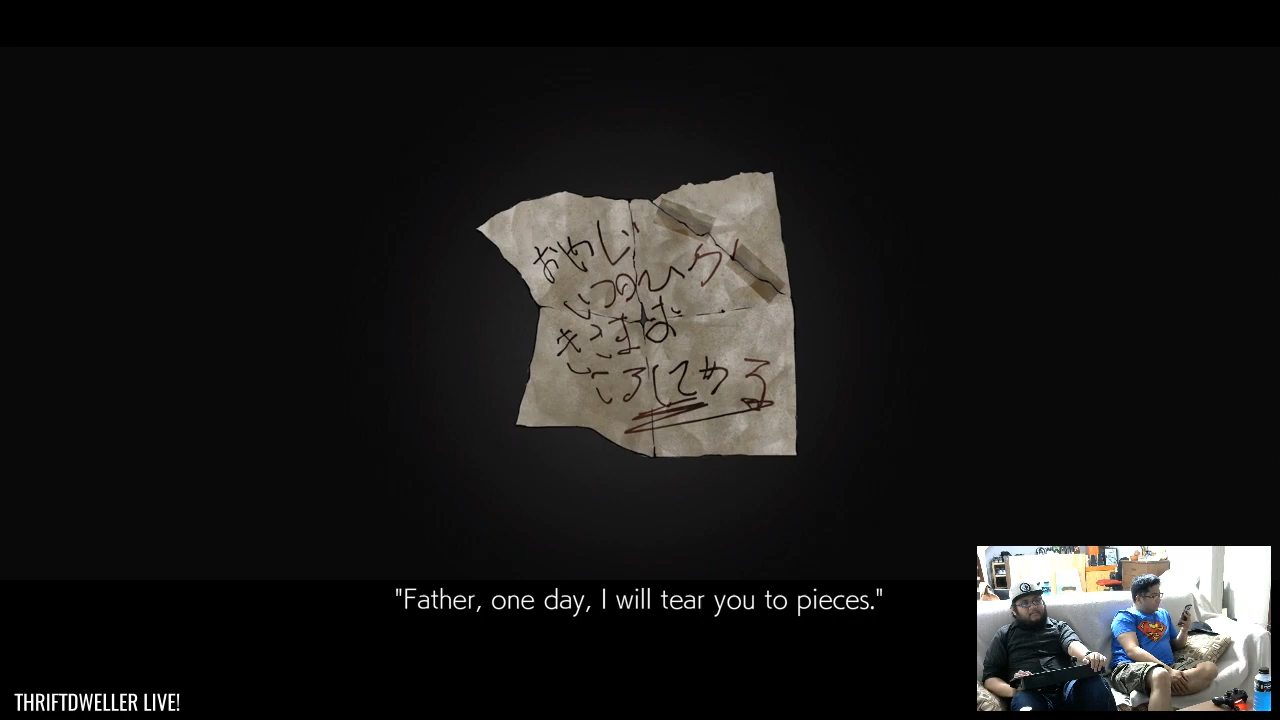 おやじ
いつのひか
きさまを
ころしてやる
"Father, one day, I will tear you to pieces."
THRIFTDWELLER LIVE!